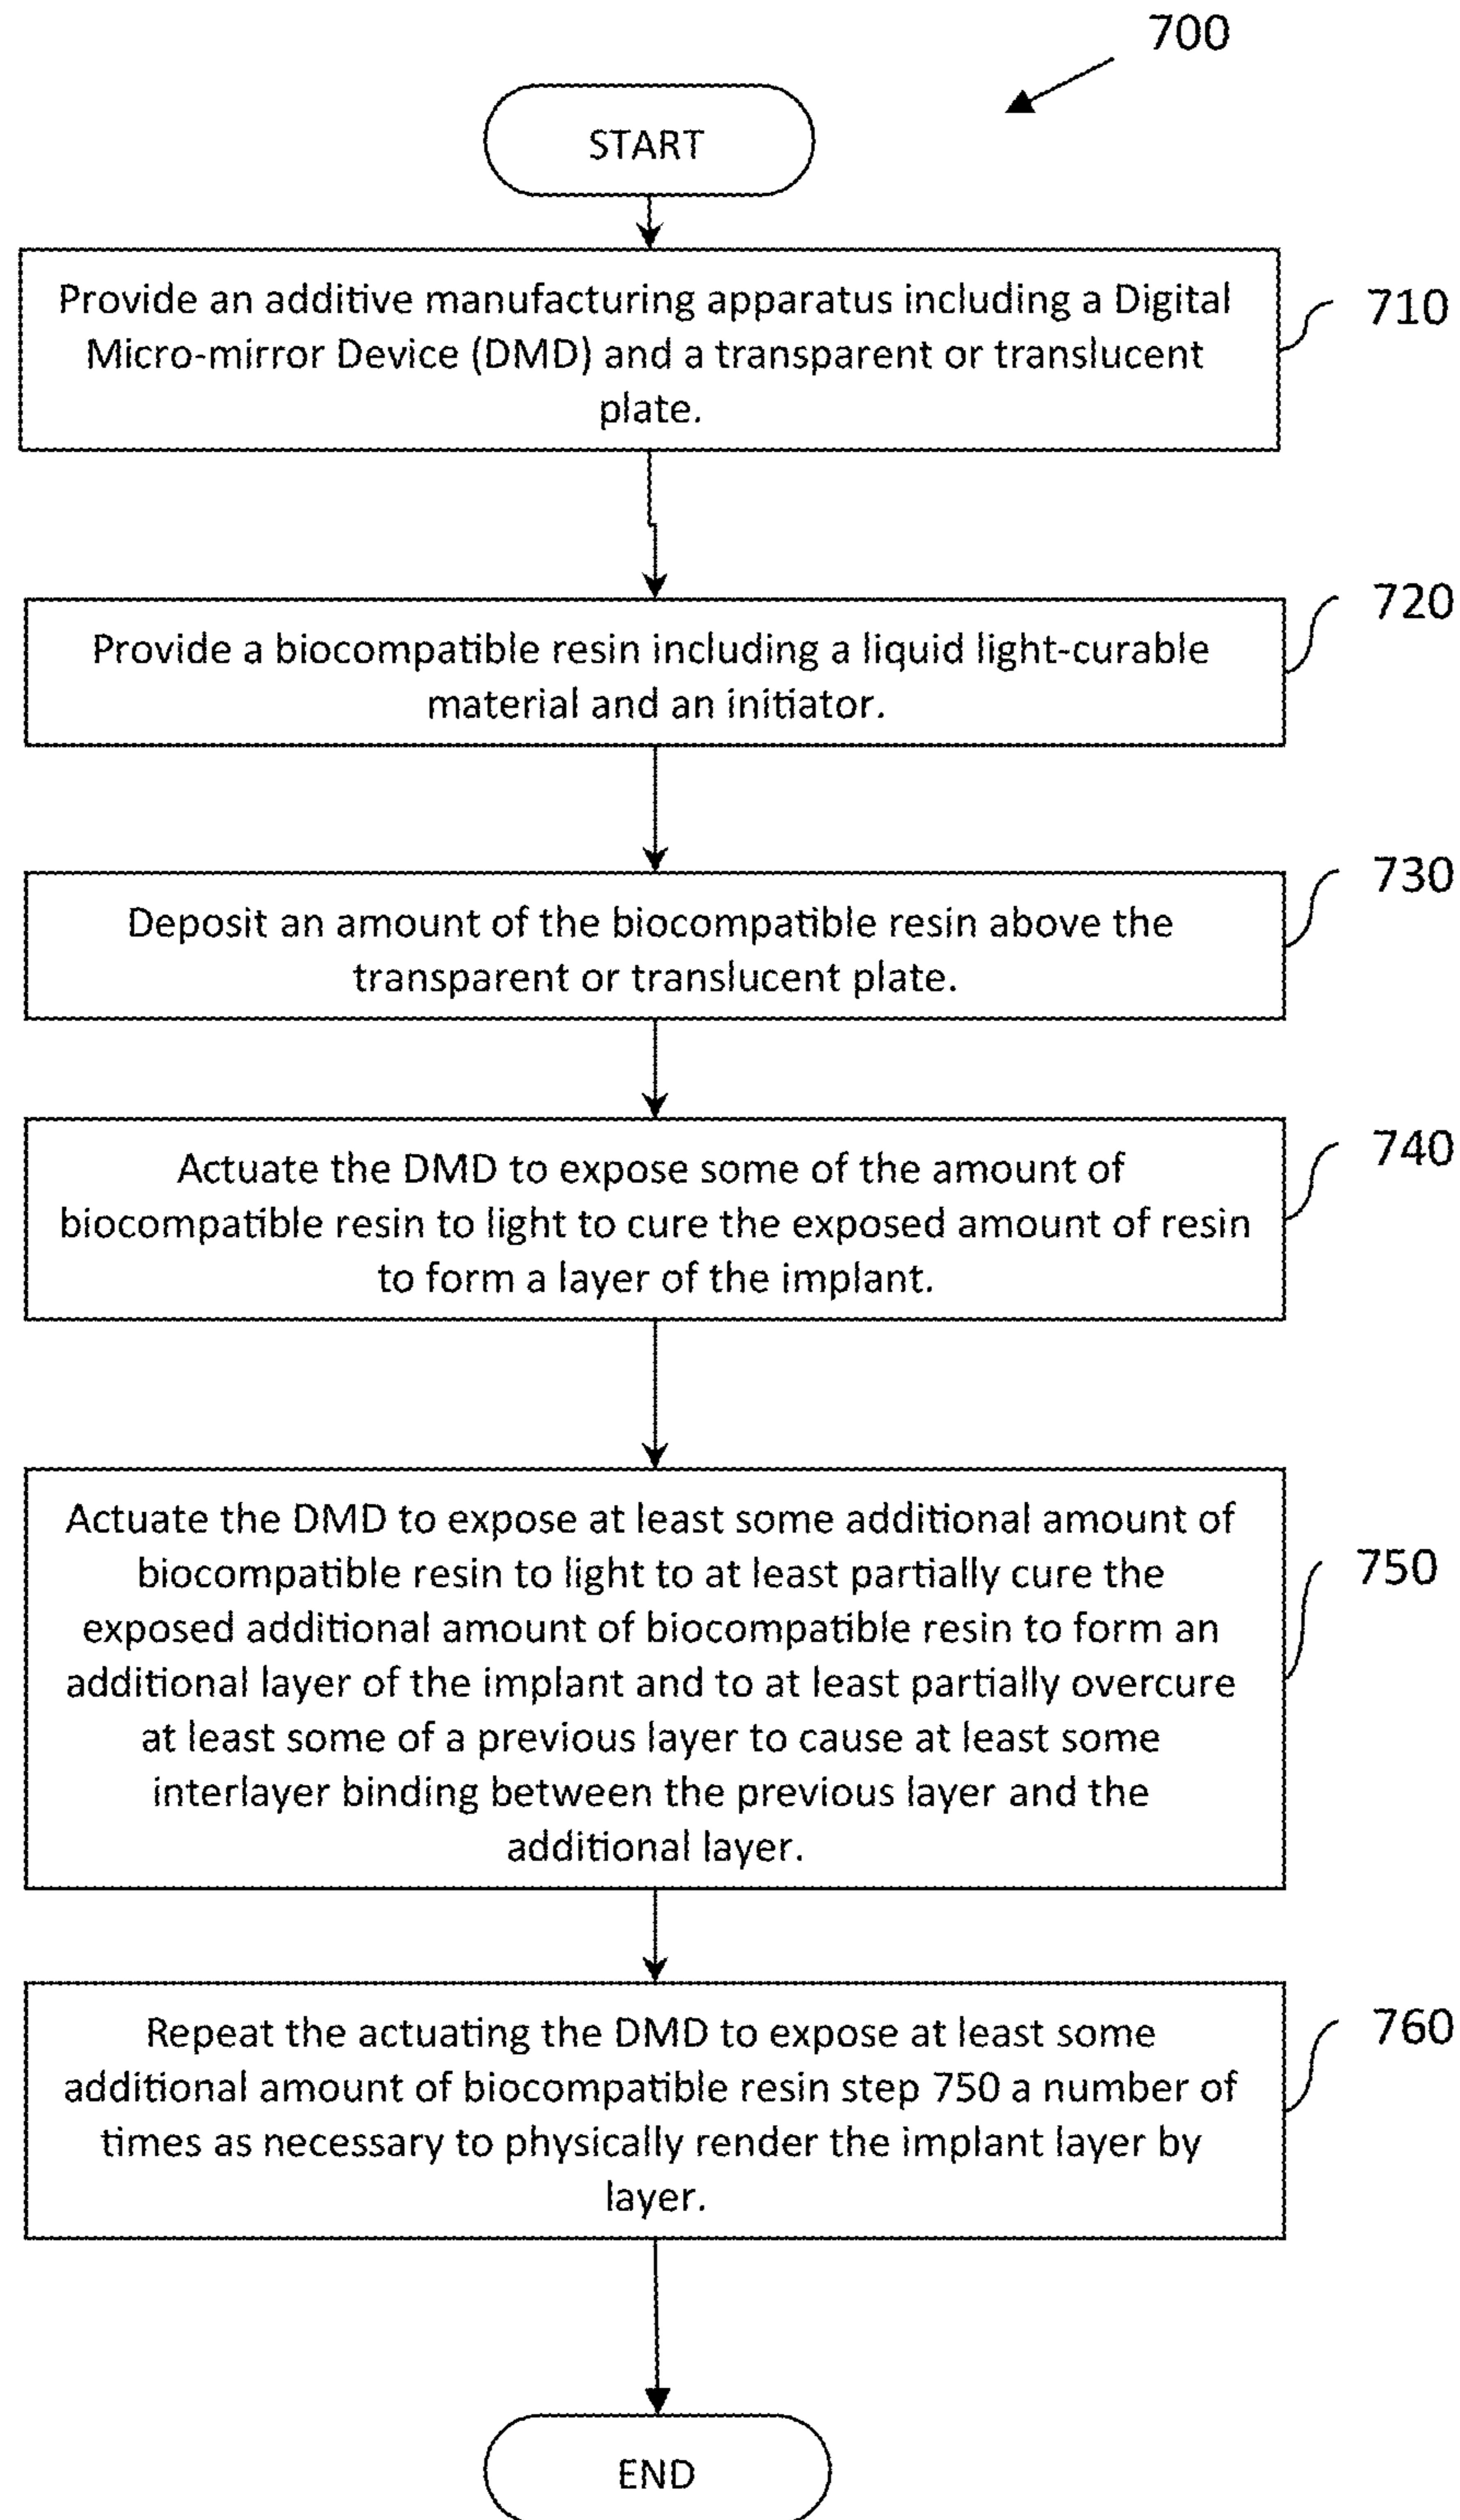 700
START
Provide an additive manufacturing apparatus including a Digital
Micro-mirror Device (DMD) and a transparent or translucent
plate.
710
Provide a biocompatible resin including a liquid light-curable
material and an initiator.
720
Deposit an amount of the biocompatible resin above the
transparent or translucent plate.
730
Actuate the DMD to expose some of the amount of
biocompatible resin to light to cure the exposed amount of resin
to form a layer of the implant.
740
Actuate the DMD to expose at least some additional amount of
biocompatible resin to light to at least partially cure the
exposed additional amount of biocompatible resin to form an
additional layer of the implant and to at least partially overcure
at least some of a previous layer to cause at least some
interlayer binding between the previous layer and the
additional layer.
750
Repeat the actuating the DMD to expose at least some
additional amount of biocompatible resin step 750 a number of
times as necessary to physically render the implant layer by
layer.
760
END